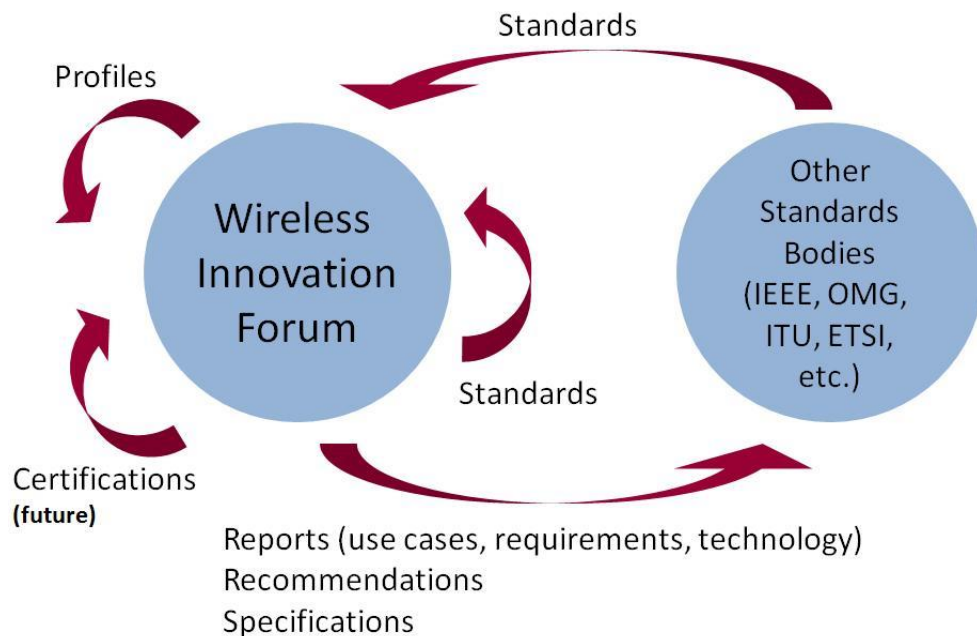 Standards
Profiles
Wireless
Innovation
Forum
Other
Standards
Bodies
(IEEE, OMG,
ITU, ETSI,
etc.)
Standards
Certifications
(future)
Reports (use cases, requirements, technology)
Recommendations
Specifications